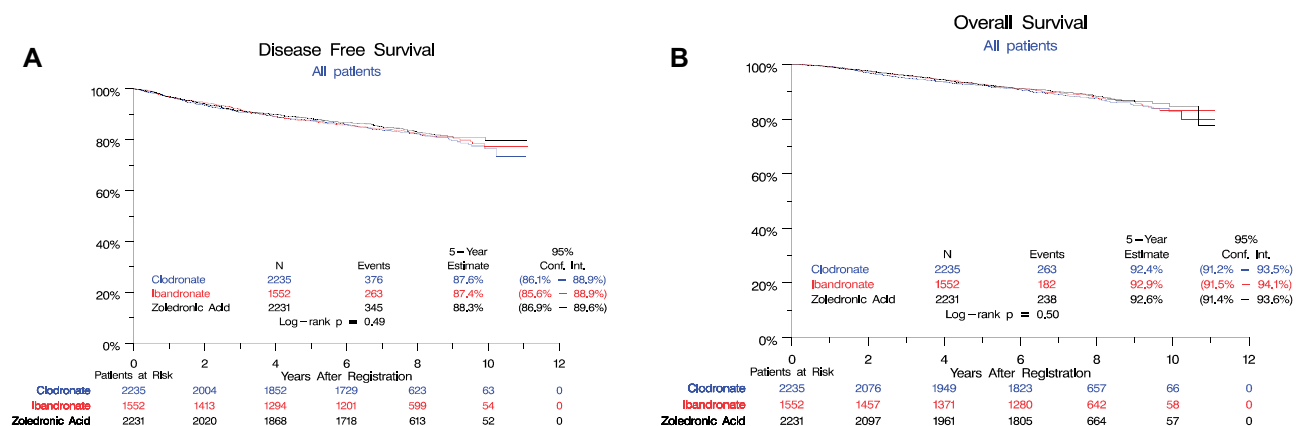 A
Disease Free Survival
All patients
100%
80%
60%
40%
20%
0%
5-Year 95%
N Events Estimate Conf. Int.
Clodronate 2235 376 87.6% (86.1% – 88.9%)
Ibandronate 1552 263 87.4% (85.6% – 88.9%)
Zoledronic Acid 2231 345 88.3% (86.9% – 89.6%)
Log-rank p = 0.49
0 2 4 6 8 10 12
Patients at Risk Years After Registration
Clodronate 2235 2004 1852 1729 623 63 0
Ibandronate 1552 1413 1294 1201 599 54 0
Zoledronic Acid 2231 2020 1868 1718 613 52 0
B
Overall Survival
All patients
100%
80%
60%
40%
20%
0%
5-Year 95%
N Events Estimate Conf. Int.
Clodronate 2235 263 92.4% (91.2% – 93.5%)
Ibandronate 1552 182 92.9% (91.5% – 94.1%)
Zoledronic Acid 2231 238 92.6% (91.4% – 93.6%)
Log-rank p = 0.50
0 2 4 6 8 10 12
Patients at Risk Years After Registration
Clodronate 2235 2076 1949 1823 657 66 0
Ibandronate 1552 1457 1371 1280 642 58 0
Zoledronic Acid 2231 2097 1961 1805 664 57 0